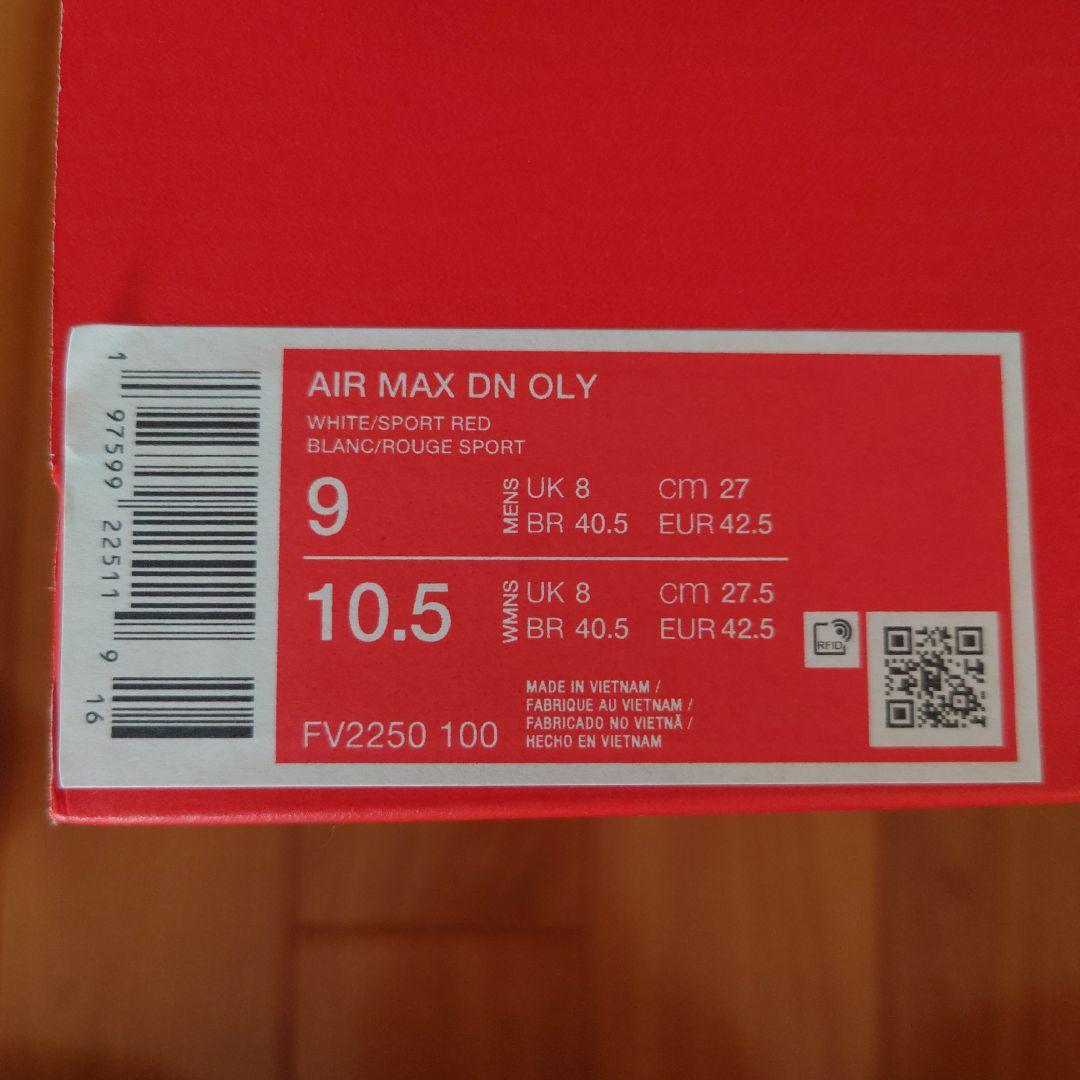 AIR MAX DN OLY
WHITE/SPORT RED
BLANC/ROUGE SPORT
9
MENS
UK 8 cm 27
BR 40.5 EUR 42.5
10.5
WMNS
UK 8 cm 27.5
BR 40.5 EUR 42.5
RFID
FV2250 100
MADE IN VIETNAM /
FABRIQUE AU VIETNAM /
FABRICADO NO VIETNÃ /
HECHO EN VIETNAM
1 97599 22511 9 16